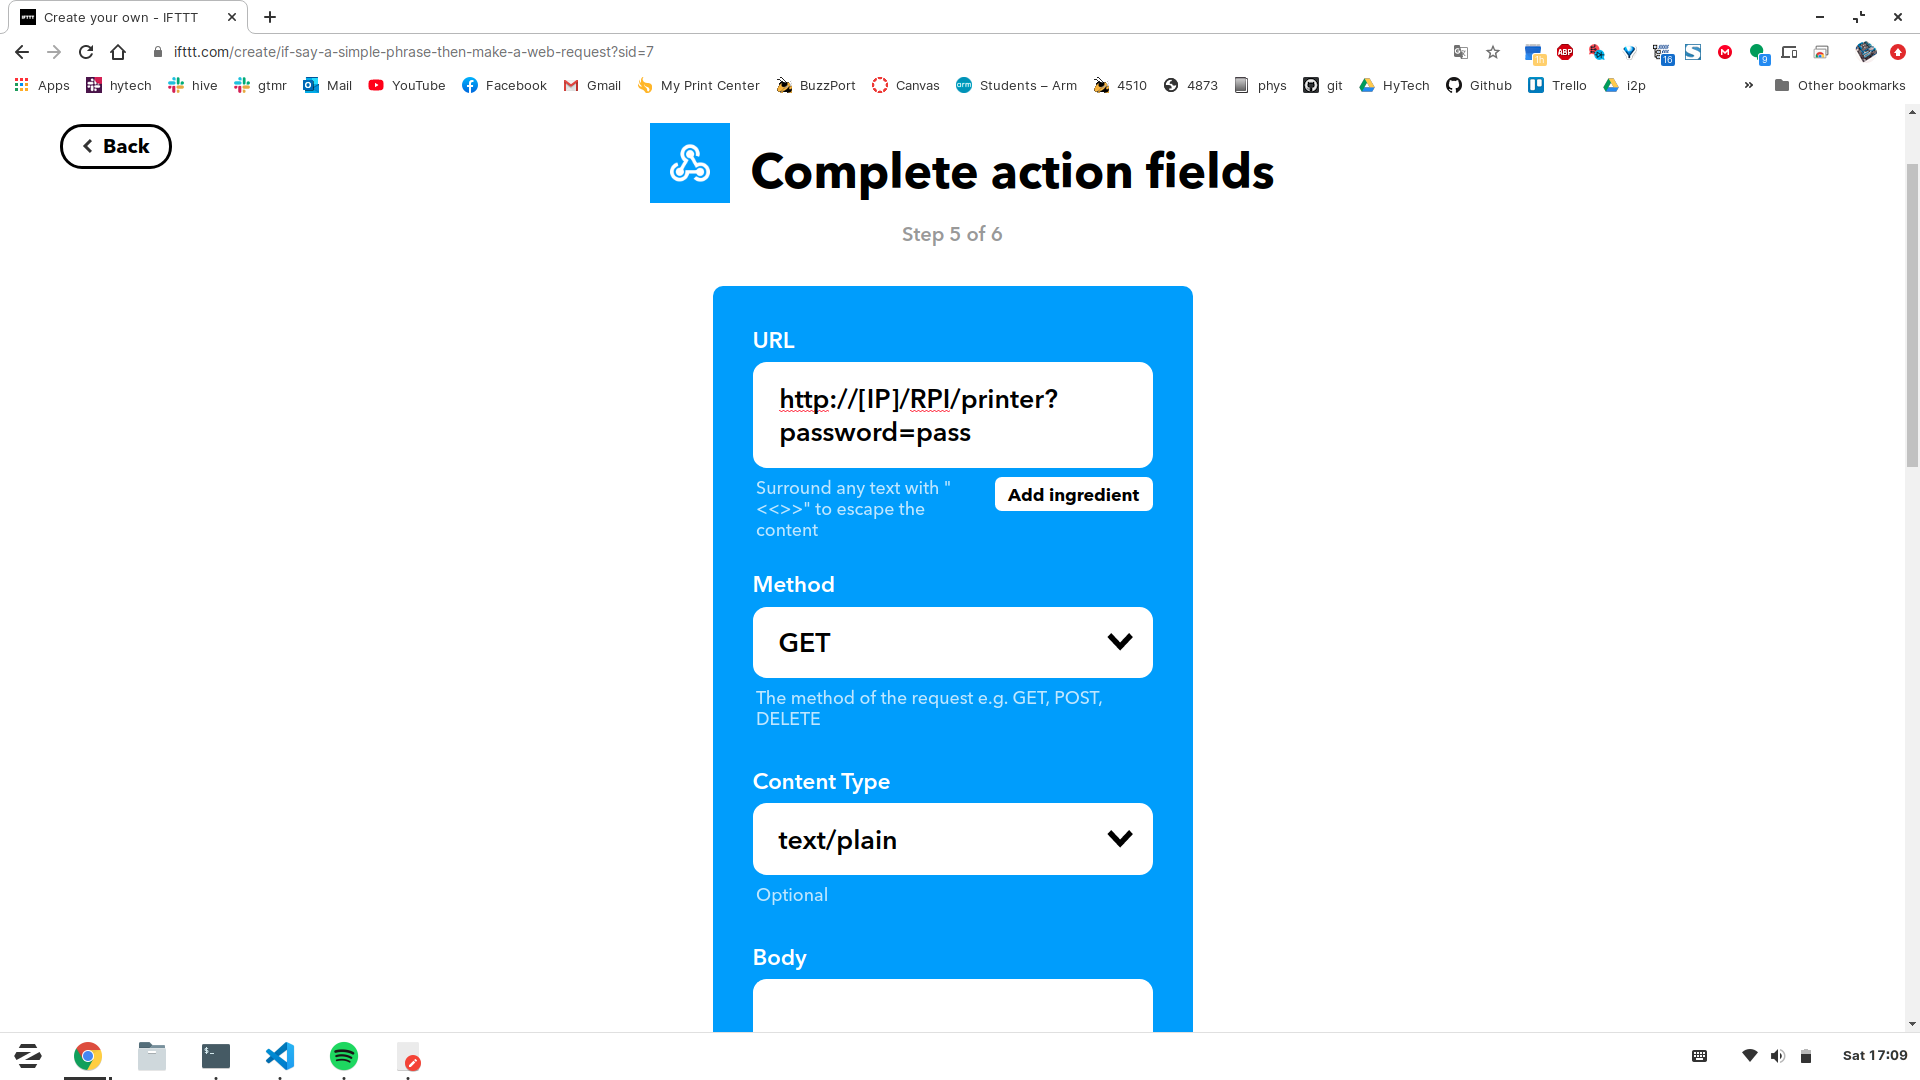 Create your own - IFTTT
ifttt.com/create/if-say-a-simple-phrase-then-make-a-web-request?sid=7
1h
ABP
16
9
Apps
hytech
hive
gtmr
Mail
YouTube
Facebook
Gmail
My Print Center
BuzzPort
Canvas
Students – Arm
4510
4873
phys
git
HyTech
Github
Trello
i2p
»
Other bookmarks
Back
Complete action fields
Step 5 of 6
URL
http://[IP]/RPI/printer?
password=pass
Surround any text with "
<<>>" to escape the
content
Add ingredient
Method
GET
The method of the request e.g. GET, POST,
DELETE
Content Type
text/plain
Optional
Body
Sat 17:09